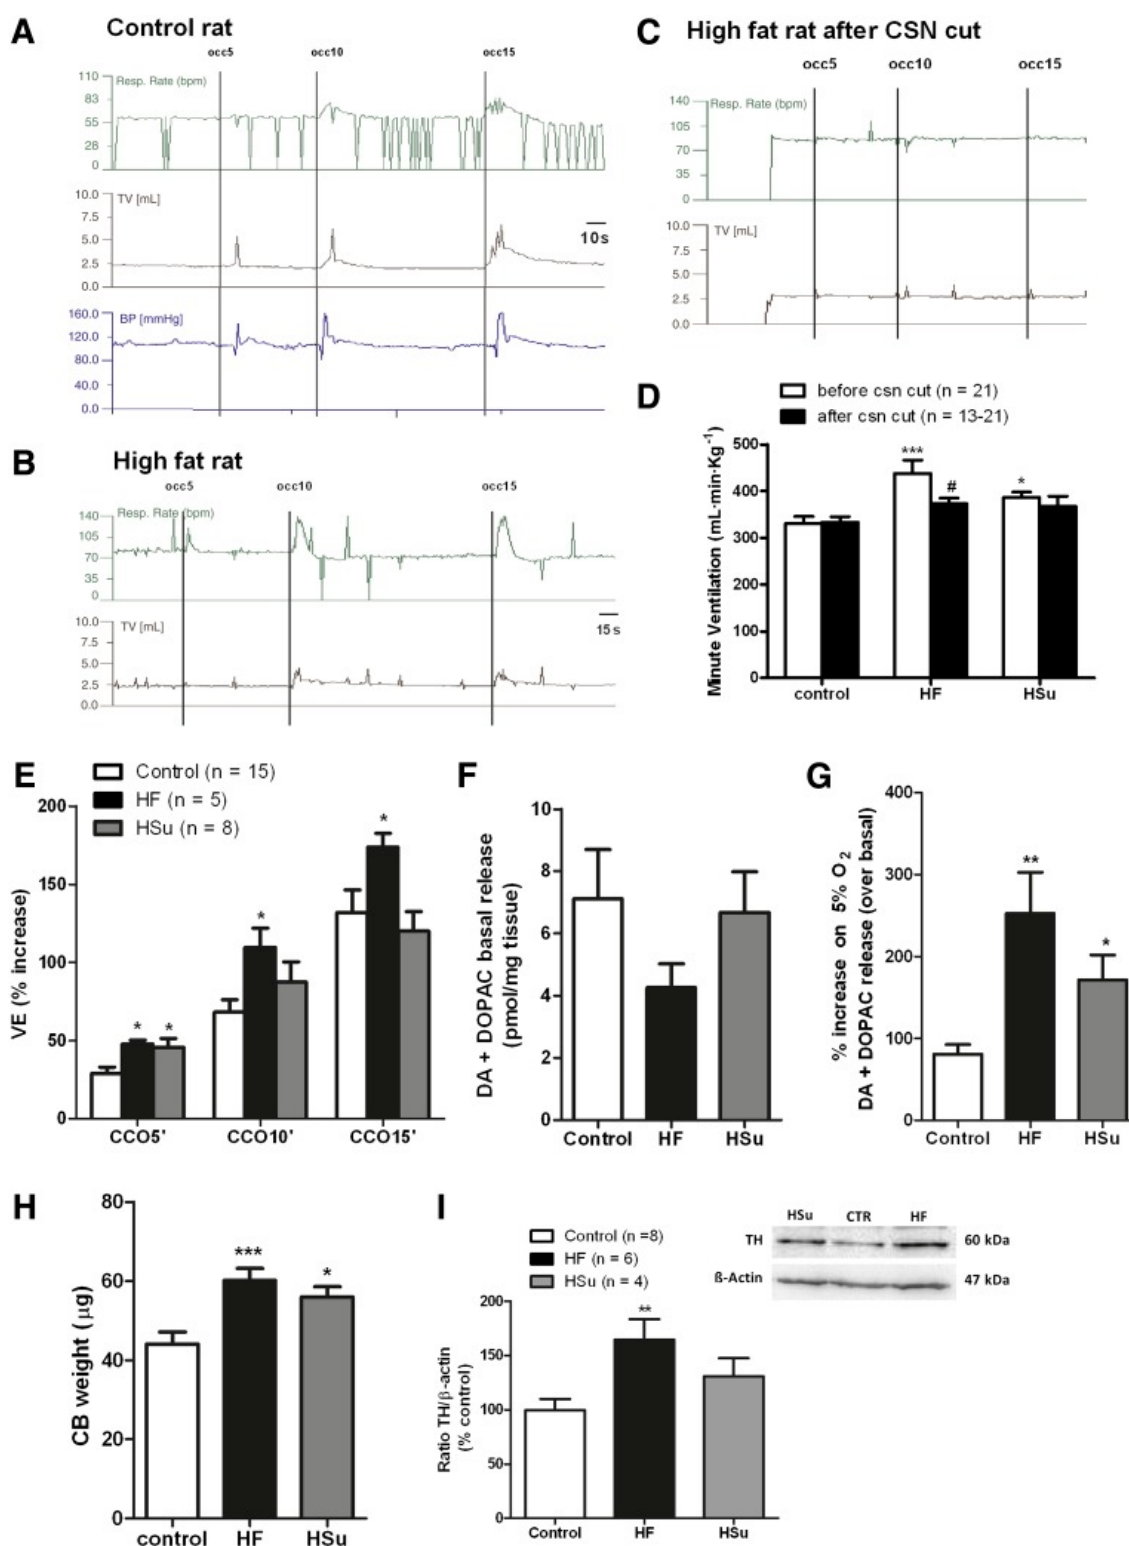 A
Control rat
occ5
occ10
occ15
110
83
55
28
0
Resp. Rate (bpm)
10.0
7.5
5.0
2.5
0.0
TV [mL]
10s
160.0
120.0
80.0
40.0
0.0
BP [mmHg]
B
High fat rat
occ5
occ10
occ15
140
105
70
35
0
Resp. Rate (bpm)
15s
10.0
7.5
5.0
2.5
0.0
TV [mL]
C
High fat rat after CSN cut
occ5
occ10
occ15
140
105
70
35
0
Resp. Rate (bpm)
10.0
7.5
5.0
2.5
0.0
TV [mL]
D
before csn cut (n = 21)
after csn cut (n = 13-21)
Minute Ventilation (mL·min·Kg⁻¹)
500
400
300
200
100
0
***
#
*
control
HF
HSu
E
Control (n = 15)
HF (n = 5)
HSu (n = 8)
VE (% increase)
200
150
100
50
0
*
*
*
*
CCO5'
CCO10'
CCO15'
F
DA + DOPAC basal release
(pmol/mg tissue)
10
8
6
4
2
0
Control
HF
HSu
G
% increase on 5% O₂
DA + DOPAC release (over basal)
400
300
200
100
0
**
*
Control
HF
HSu
H
CB weight (μg)
80
60
40
20
0
***
*
control
HF
HSu
I
Control (n =8)
HF (n = 6)
HSu (n = 4)
HSu
CTR
HF
TH
60 kDa
ß-Actin
47 kDa
Ratio TH/β-actin
(% control)
200
150
100
50
0
**
Control
HF
HSu